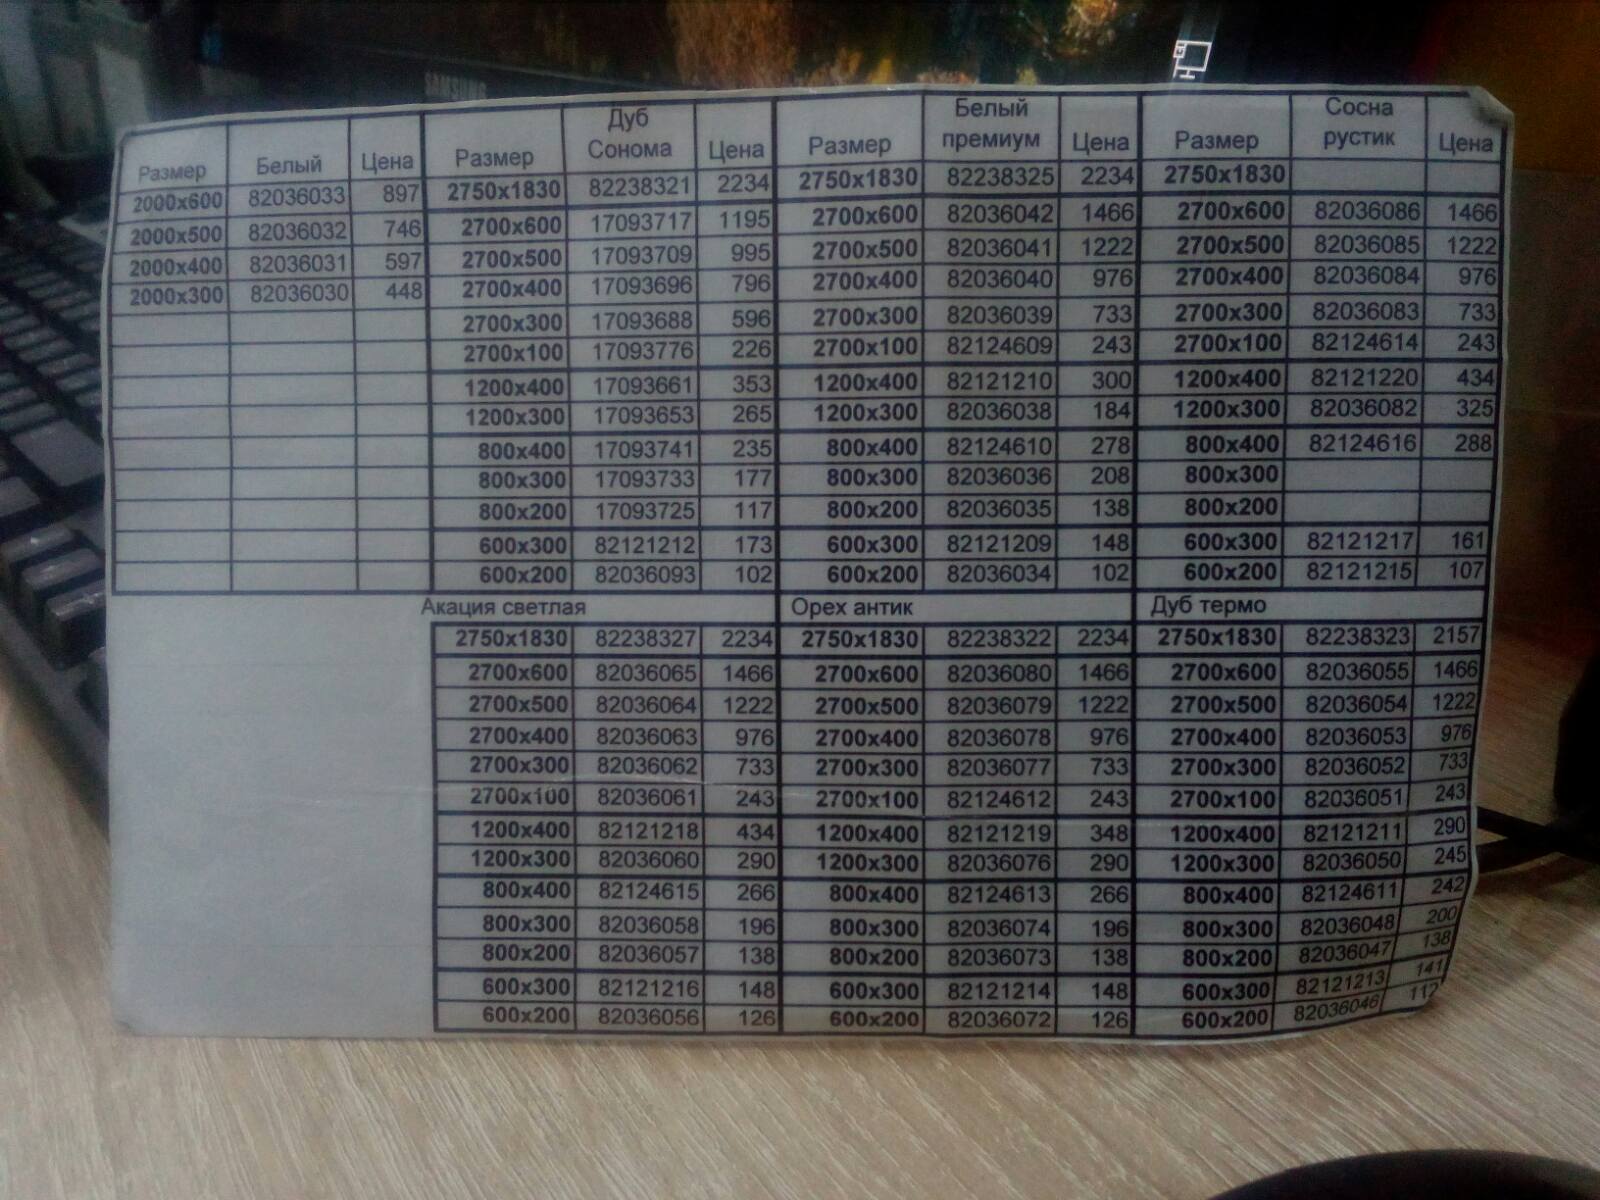 SAMSUNG
Размер Белый Цена Размер Дуб Сонома Цена Размер Белый премиум Цена Размер Сосна рустик Цена
2000x600 82036033 897 2750x1830 82238321 2234 2750x1830 82238325 2234 2750x1830
2000x500 82036032 746 2700x600 17093717 1195 2700x600 82036042 1466 2700x600 82036086 1466
2000x400 82036031 597 2700x500 17093709 995 2700x500 82036041 1222 2700x500 82036085 1222
2000x300 82036030 448 2700x400 17093696 796 2700x400 82036040 976 2700x400 82036084 976
2700x300 17093688 596 2700x300 82036039 733 2700x300 82036083 733
2700x100 17093776 226 2700x100 82124609 243 2700x100 82124614 243
1200x400 17093661 353 1200x400 82121210 300 1200x400 82121220 434
1200x300 17093653 265 1200x300 82036038 184 1200x300 82036082 325
800x400 17093741 235 800x400 82124610 278 800x400 82124616 288
800x300 17093733 177 800x300 82036036 208 800x300
800x200 17093725 117 800x200 82036035 138 800x200
600x300 82121212 173 600x300 82121209 148 600x300 82121217 161
600x200 82036093 102 600x200 82036034 102 600x200 82121215 107
Акация светлая Орех антик Дуб термо
2750x1830 82238327 2234 2750x1830 82238322 2234 2750x1830 82238323 2157
2700x600 82036065 1466 2700x600 82036080 1466 2700x600 82036055 1466
2700x500 82036064 1222 2700x500 82036079 1222 2700x500 82036054 1222
2700x400 82036063 976 2700x400 82036078 976 2700x400 82036053 976
2700x300 82036062 733 2700x300 82036077 733 2700x300 82036052 733
2700x100 82036061 243 2700x100 82124612 243 2700x100 82036051 243
1200x400 82121218 434 1200x400 82121219 348 1200x400 82121211 290
1200x300 82036060 290 1200x300 82036076 290 1200x300 82036050 245
800x400 82124615 266 800x400 82124613 266 800x400 82124611 242
800x300 82036058 196 800x300 82036074 196 800x300 82036048 200
800x200 82036057 138 800x200 82036073 138 800x200 82036047 138
600x300 82121216 148 600x300 82121214 148 600x300 82121213 141
600x200 82036056 126 600x200 82036072 126 600x200 82036046 112